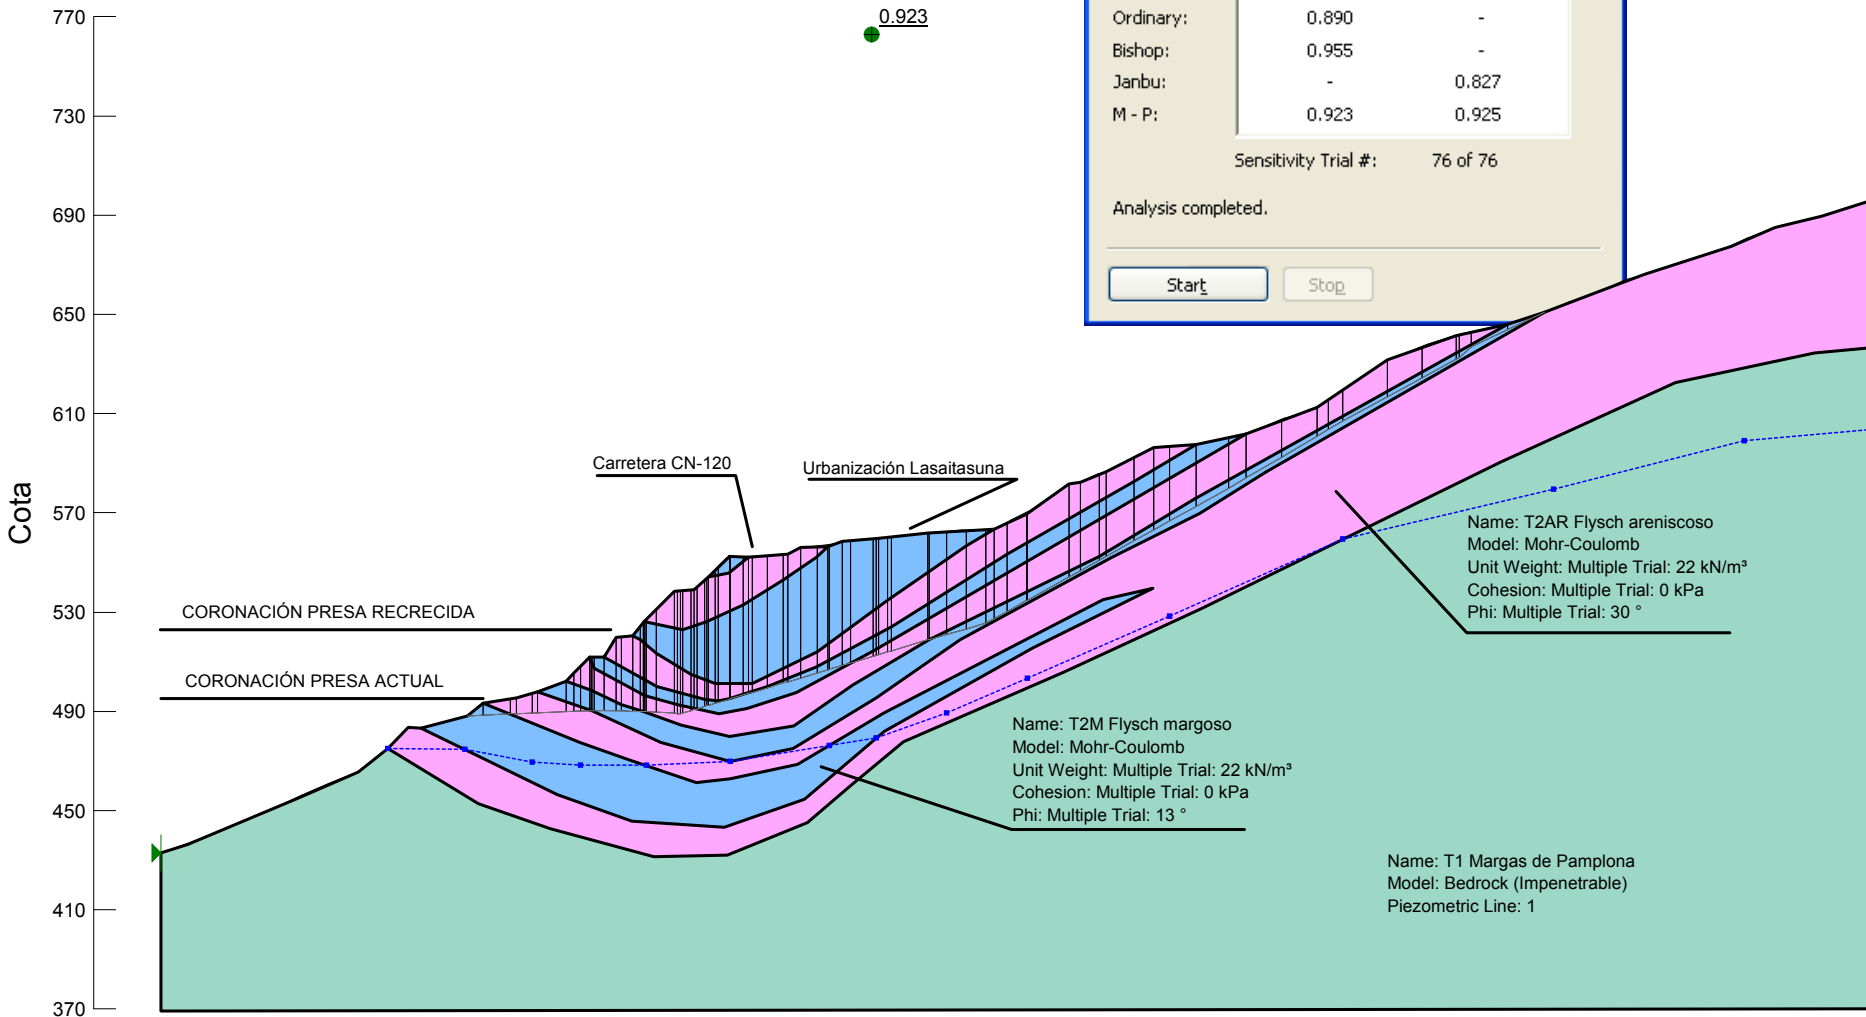 770
730
690
650
610
570
530
490
450
410
370
Cota
0.923
Ordinary: 0.890 -
Bishop: 0.955 -
Janbu: - 0.827
M - P: 0.923 0.925
Sensitivity Trial #: 76 of 76
Analysis completed.
Start Stop
Carretera CN-120
Urbanización Lasaitasuna
CORONACIÓN PRESA RECRECIDA
CORONACIÓN PRESA ACTUAL
Name: T2AR Flysch areniscoso
Model: Mohr-Coulomb
Unit Weight: Multiple Trial: 22 kN/m³
Cohesion: Multiple Trial: 0 kPa
Phi: Multiple Trial: 30 °
Name: T2M Flysch margoso
Model: Mohr-Coulomb
Unit Weight: Multiple Trial: 22 kN/m³
Cohesion: Multiple Trial: 0 kPa
Phi: Multiple Trial: 13 °
Name: T1 Margas de Pamplona
Model: Bedrock (Impenetrable)
Piezometric Line: 1